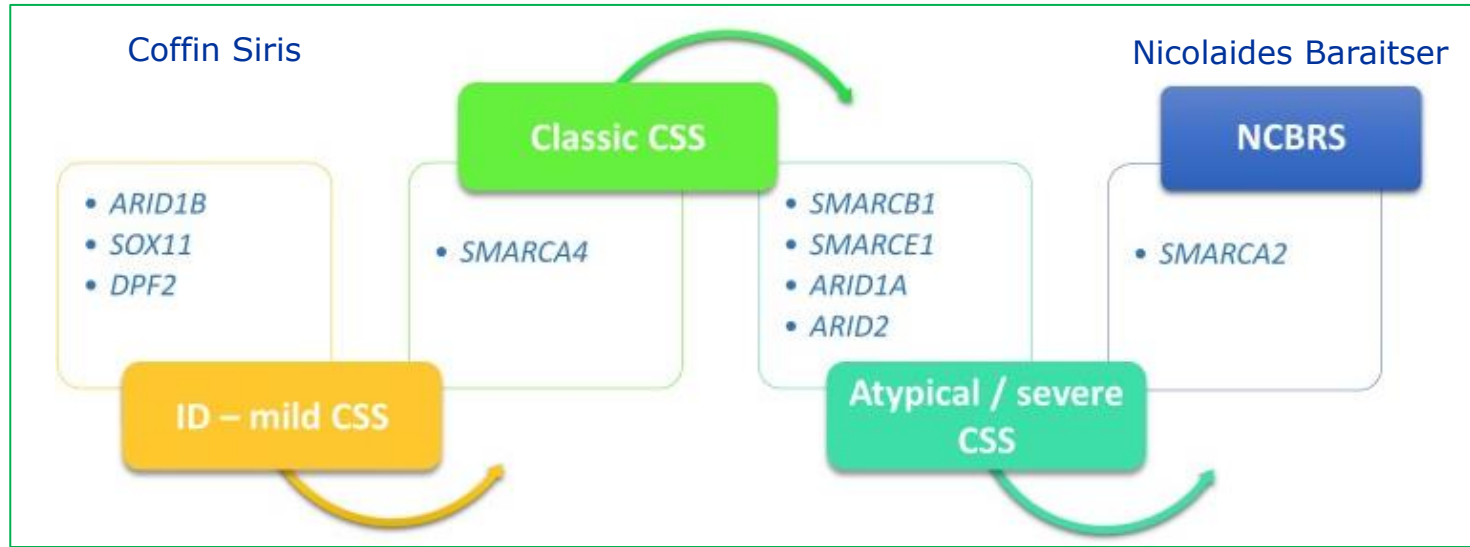 Coffin Siris
Nicolaides Baraitser
• ARID1B
• SOX11
• DPF2
ID – mild CSS
Classic CSS
• SMARCA4
• SMARCB1
• SMARCE1
• ARID1A
• ARID2
Atypical / severe
CSS
NCBRS
• SMARCA2